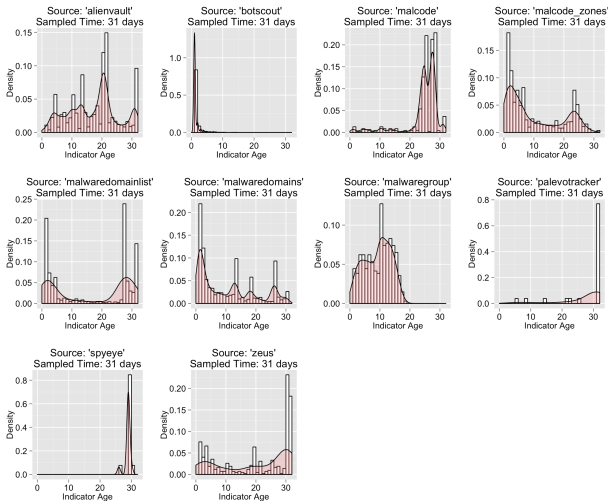 Source: 'alienvault'
Sampled Time: 31 days
0.15
0.10
0.05
0.00
Density
0 10 20 30
Indicator Age
Source: 'botscout'
Sampled Time: 31 days
1.0
0.5
0.0
Density
0 10 20 30
Indicator Age
Source: 'malcode'
Sampled Time: 31 days
0.20
0.15
0.10
0.05
0.00
Density
0 10 20 30
Indicator Age
Source: 'malcode_zones'
Sampled Time: 31 days
0.15
0.10
0.05
0.00
Density
0 10 20 30
Indicator Age
Source: 'malwaredomainlist'
Sampled Time: 31 days
0.25
0.20
0.15
0.10
0.05
0.00
Density
0 10 20 30
Indicator Age
Source: 'malwaredomains'
Sampled Time: 31 days
0.20
0.15
0.10
0.05
0.00
Density
0 10 20 30
Indicator Age
Source: 'malwaregroup'
Sampled Time: 31 days
0.10
0.05
0.00
Density
0 10 20 30
Indicator Age
Source: 'palevotracker'
Sampled Time: 31 days
0.8
0.6
0.4
0.2
0.0
Density
0 10 20 30
Indicator Age
Source: 'spyeye'
Sampled Time: 31 days
0.8
0.6
0.4
0.2
0.0
Density
0 10 20 30
Indicator Age
Source: 'zeus'
Sampled Time: 31 days
0.20
0.15
0.10
0.05
0.00
Density
0 10 20 30
Indicator Age